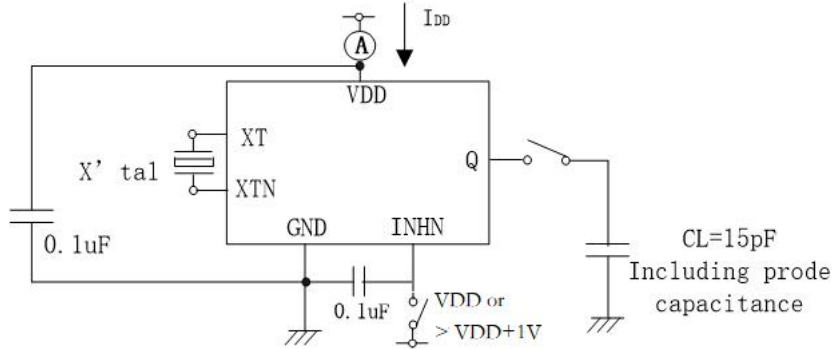 IDD
A
VDD
XT
X' tal
Q
XTN
GND
INHN
0.1uF
CL=15pF
Including prode
capacitance
0.1uF
VDD or
> VDD+1V